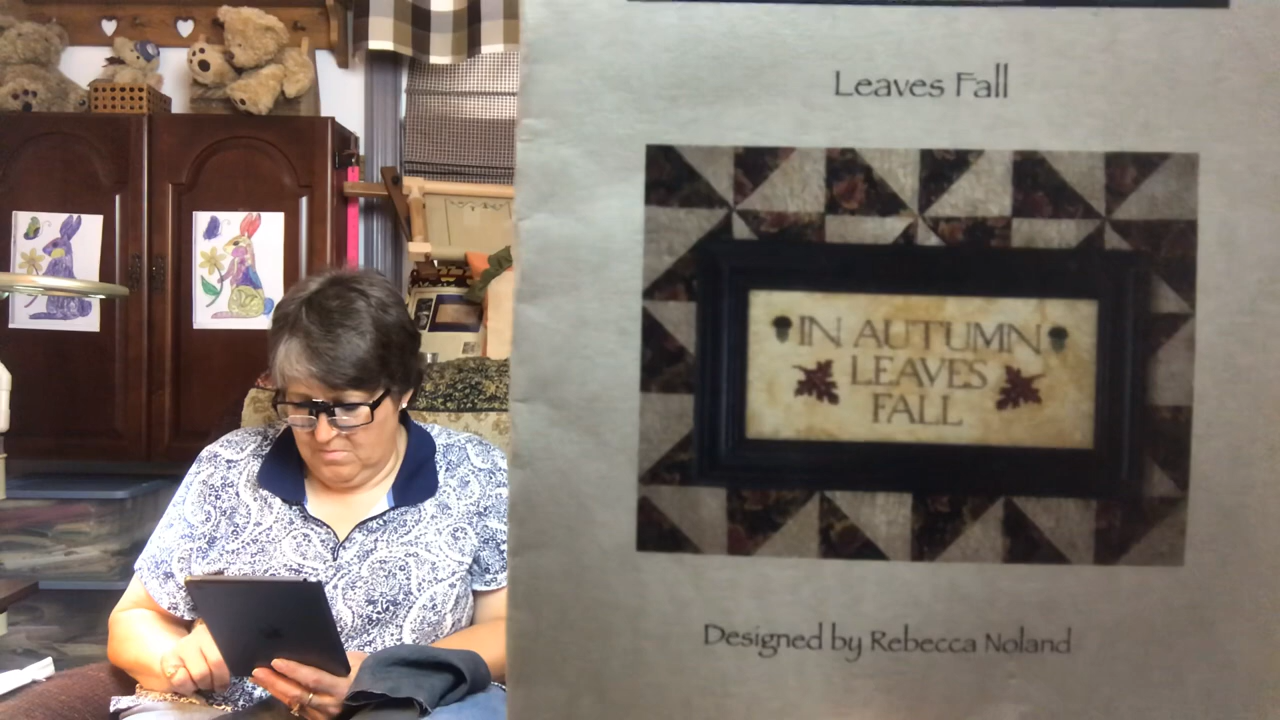 Leaves Fall
IN AUTUMN
LEAVES
FALL
Designed by Rebecca Noland